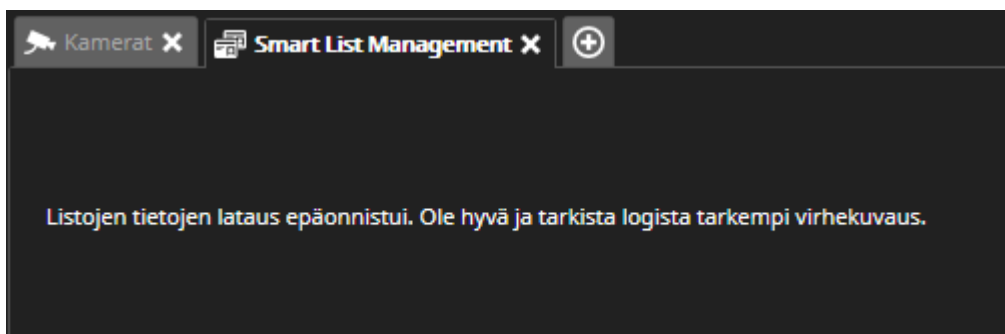 Kamerat
Smart List Management
Listojen tietojen lataus epäonnistui. Ole hyvä ja tarkista logista tarkempi virhekuvaus.